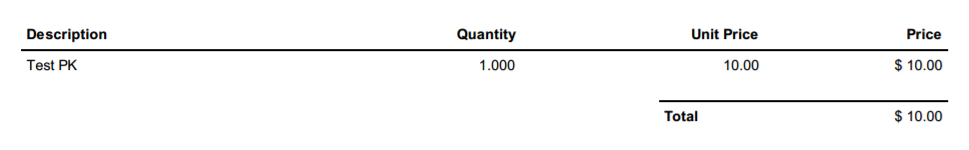 Description Quantity Unit Price Price
Test PK 1.000 10.00 $ 10.00
Total $ 10.00